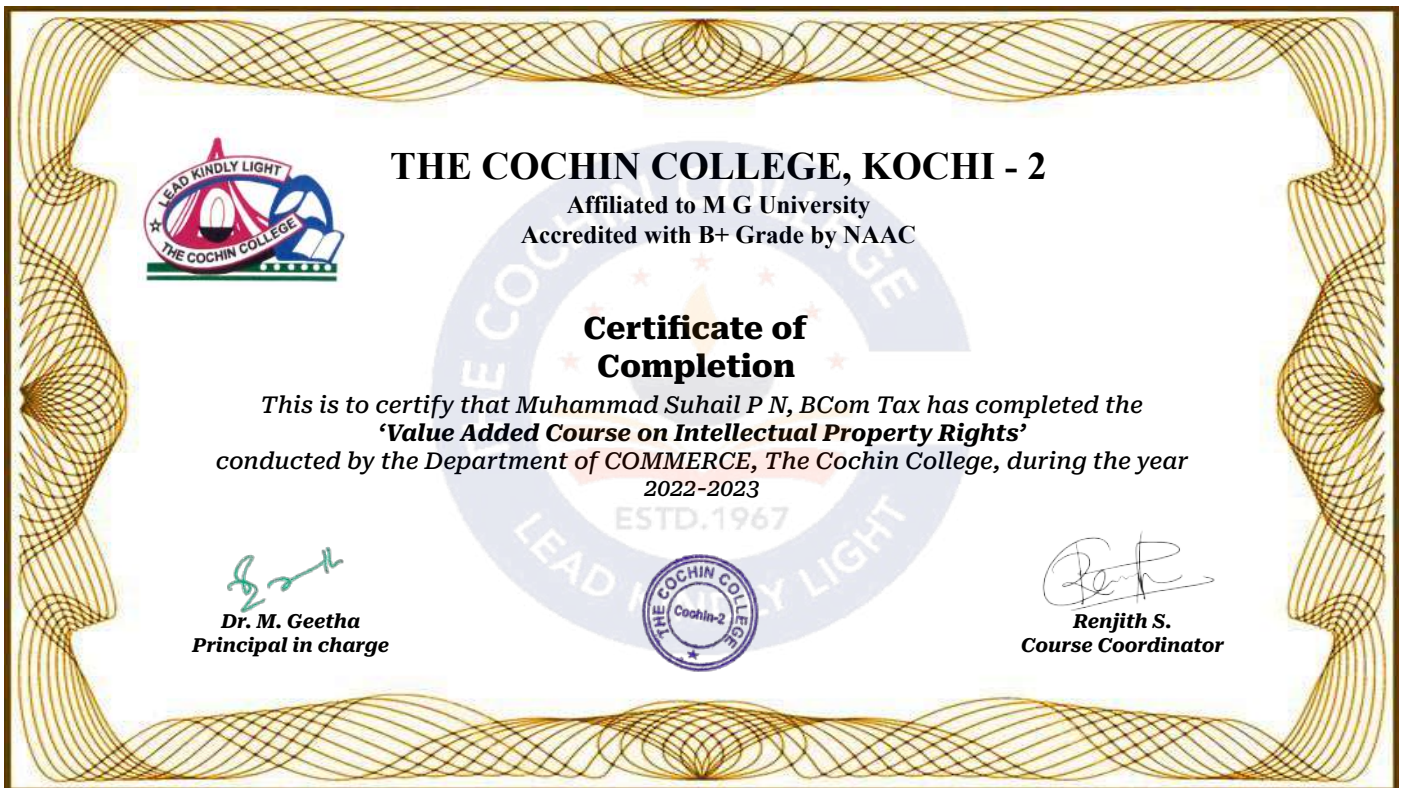 LEAD KINDLY LIGHT
THE COCHIN COLLEGE
THE COCHIN COLLEGE, KOCHI - 2
Affiliated to M G University
Accredited with B+ Grade by NAAC
THE COCHIN COLLEGE
Certificate of
Completion
This is to certify that Muhammad Suhail P N, BCom Tax has completed the
‘Value Added Course on Intellectual Property Rights’
conducted by the Department of COMMERCE, The Cochin College, during the year
2022-2023
ESTD.1967
LEAD KINDLY LIGHT
THE COCHIN COLLEGE
Cochin-2
Dr. M. Geetha
Principal in charge
Renjith S.
Course Coordinator